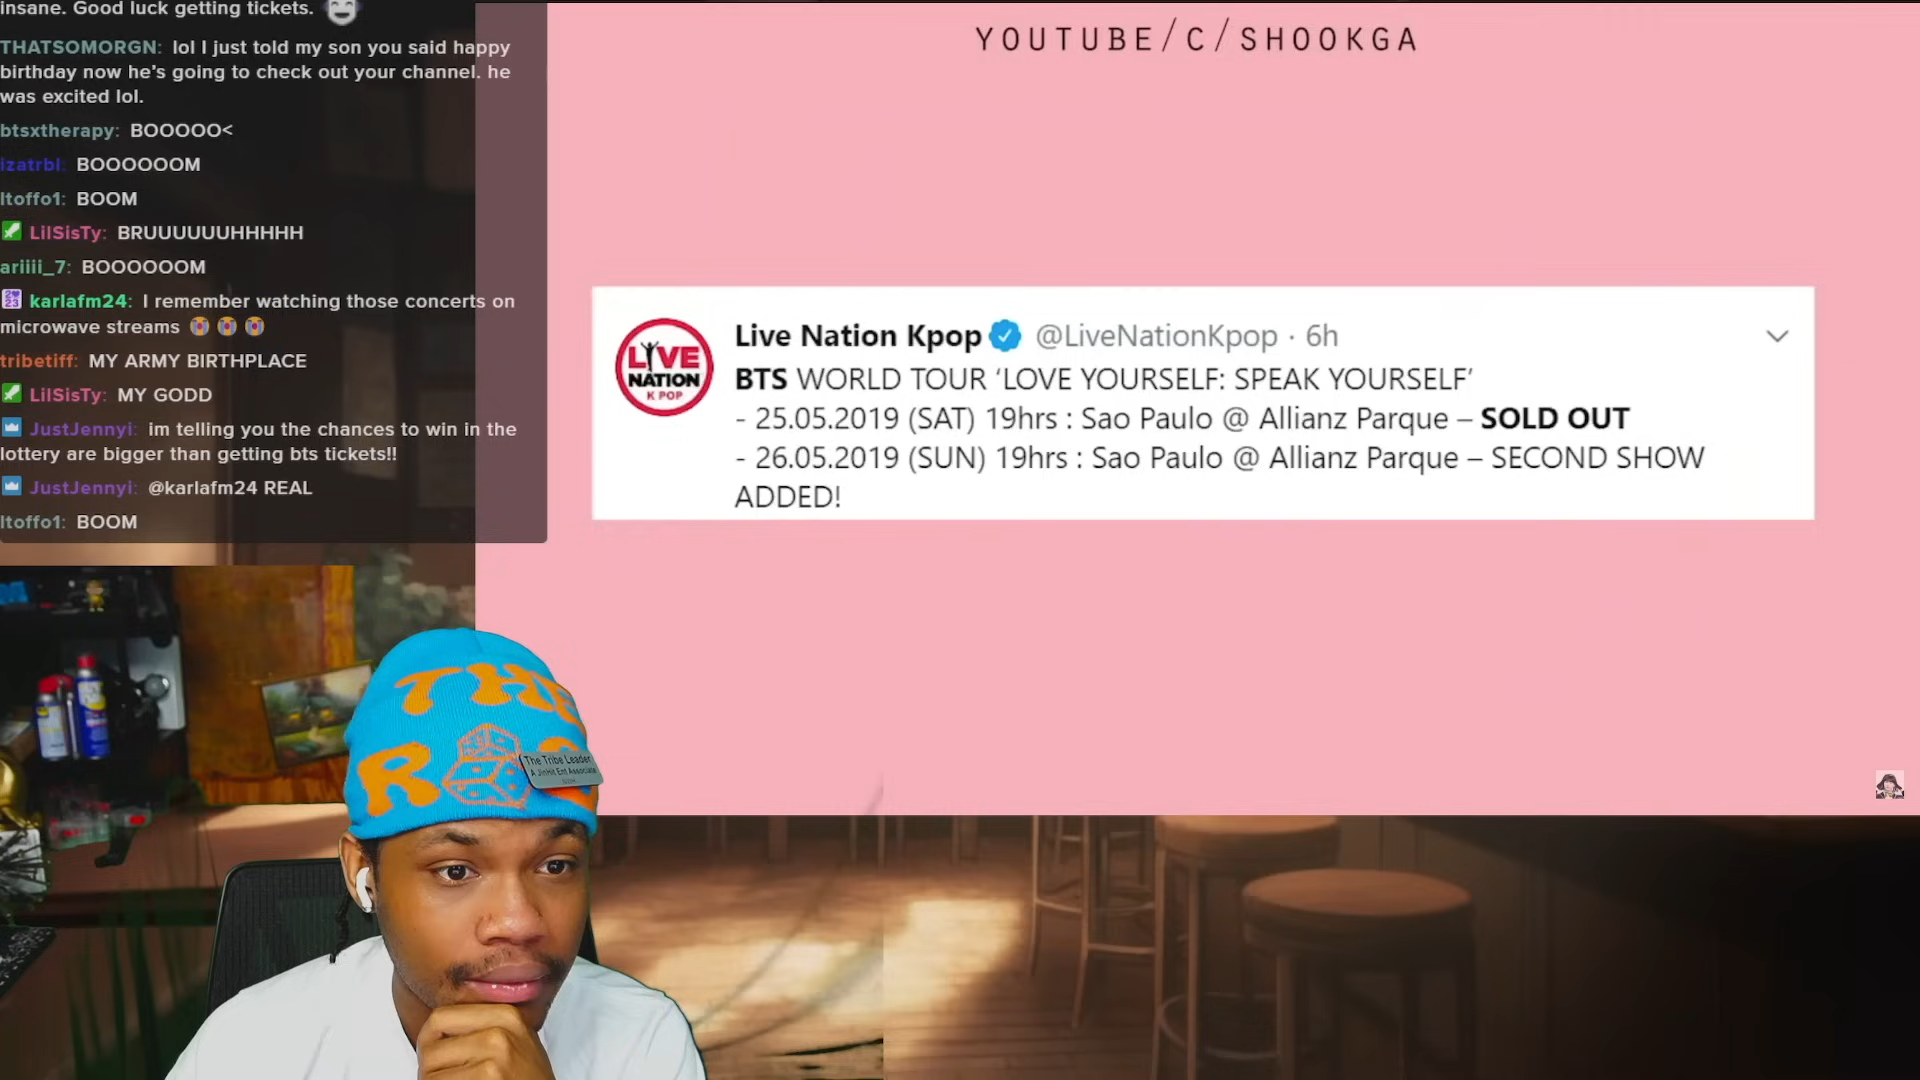 insane. Good luck getting tickets.
THATSOMORGN: lol I just told my son you said happy
birthday now he's going to check out your channel. he
was excited lol.
btsxtherapy: BOOOOO<
izatrbl: BOOOOOOM
ltoffo1: BOOM
LilSisTy: BRUUUUUUHHHHH
ariiii_7: BOOOOOOM
karlafm24: I remember watching those concerts on
microwave streams
tribetiff: MY ARMY BIRTHPLACE
LilSisTy: MY GODD
JustJennyi: im telling you the chances to win in the
lottery are bigger than getting bts tickets!!
JustJennyi: @karlafm24 REAL
ltoffo1: BOOM
YOUTUBE/C/SHOOKGA
LIVE
NATION
K POP
Live Nation Kpop @LiveNationKpop · 6h
BTS WORLD TOUR ‘LOVE YOURSELF: SPEAK YOURSELF’
- 25.05.2019 (SAT) 19hrs : Sao Paulo @ Allianz Parque – SOLD OUT
- 26.05.2019 (SUN) 19hrs : Sao Paulo @ Allianz Parque – SECOND SHOW
ADDED!
THE
R
The Tribe Leader
A JinHit Ent Associate